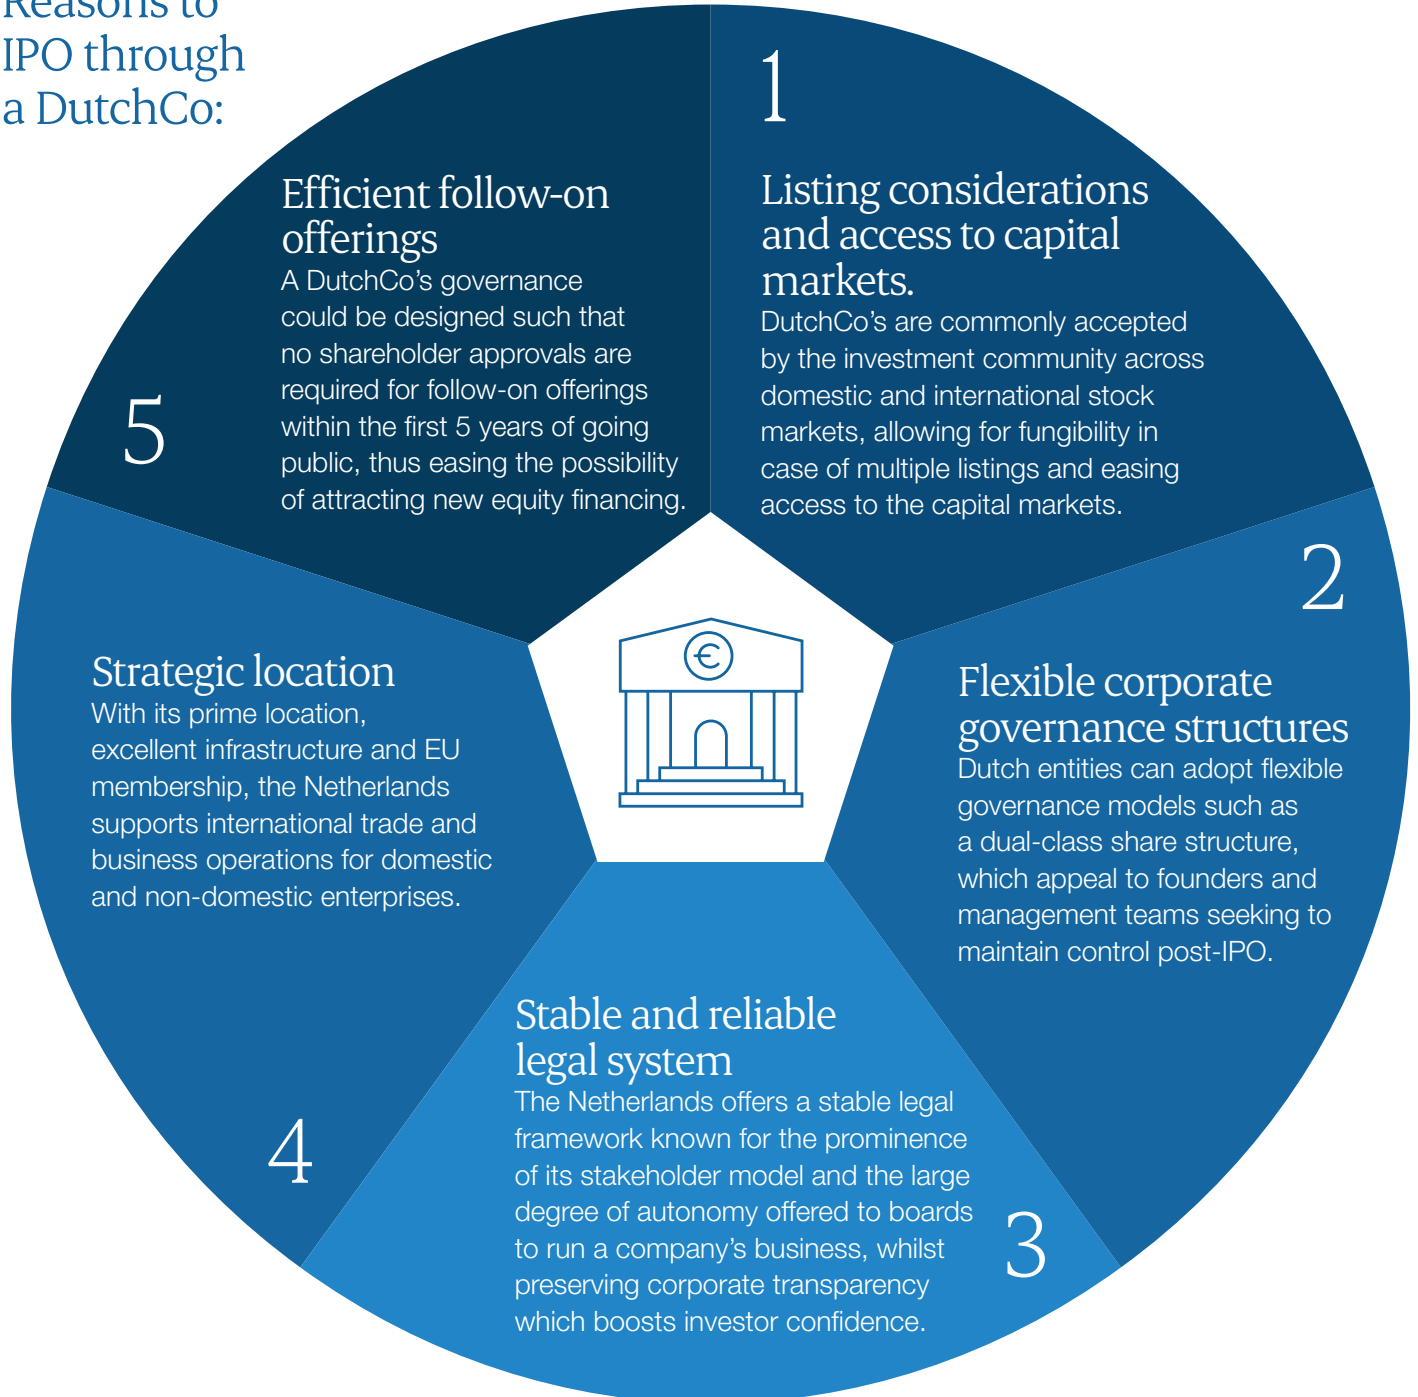 Reasons to
IPO through
a DutchCo:
1
Listing considerations
and access to capital
markets.
DutchCo's are commonly accepted
by the investment community across
domestic and international stock
markets, allowing for fungibility in
case of multiple listings and easing
access to the capital markets.
2
Flexible corporate
governance structures
Dutch entities can adopt flexible
governance models such as
a dual-class share structure,
which appeal to founders and
management teams seeking to
maintain control post-IPO.
3
Stable and reliable
legal system
The Netherlands offers a stable legal
framework known for the prominence
of its stakeholder model and the large
degree of autonomy offered to boards
to run a company's business, whilst
preserving corporate transparency
which boosts investor confidence.
4
Strategic location
With its prime location,
excellent infrastructure and EU
membership, the Netherlands
supports international trade and
business operations for domestic
and non-domestic enterprises.
5
Efficient follow-on
offerings
A DutchCo's governance
could be designed such that
no shareholder approvals are
required for follow-on offerings
within the first 5 years of going
public, thus easing the possibility
of attracting new equity financing.
€